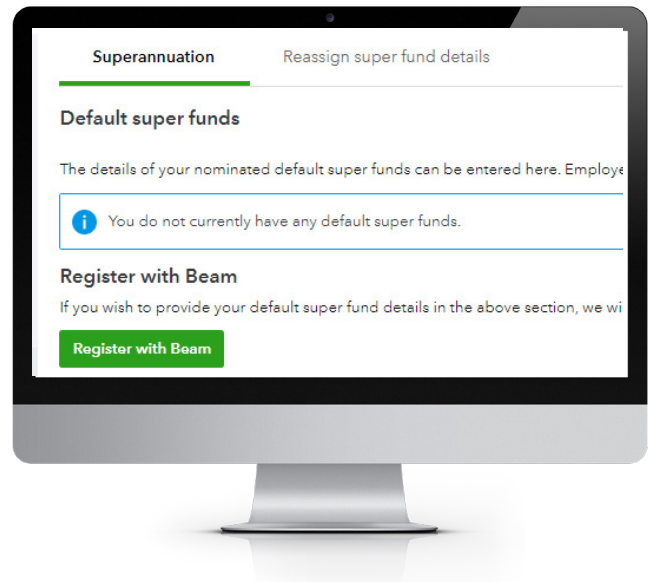 Superannuation Reassign super fund details
Default super funds
The details of your nominated default super funds can be entered here. Employe
i You do not currently have any default super funds.
Register with Beam
If you wish to provide your default super fund details in the above section, we wi
Register with Beam